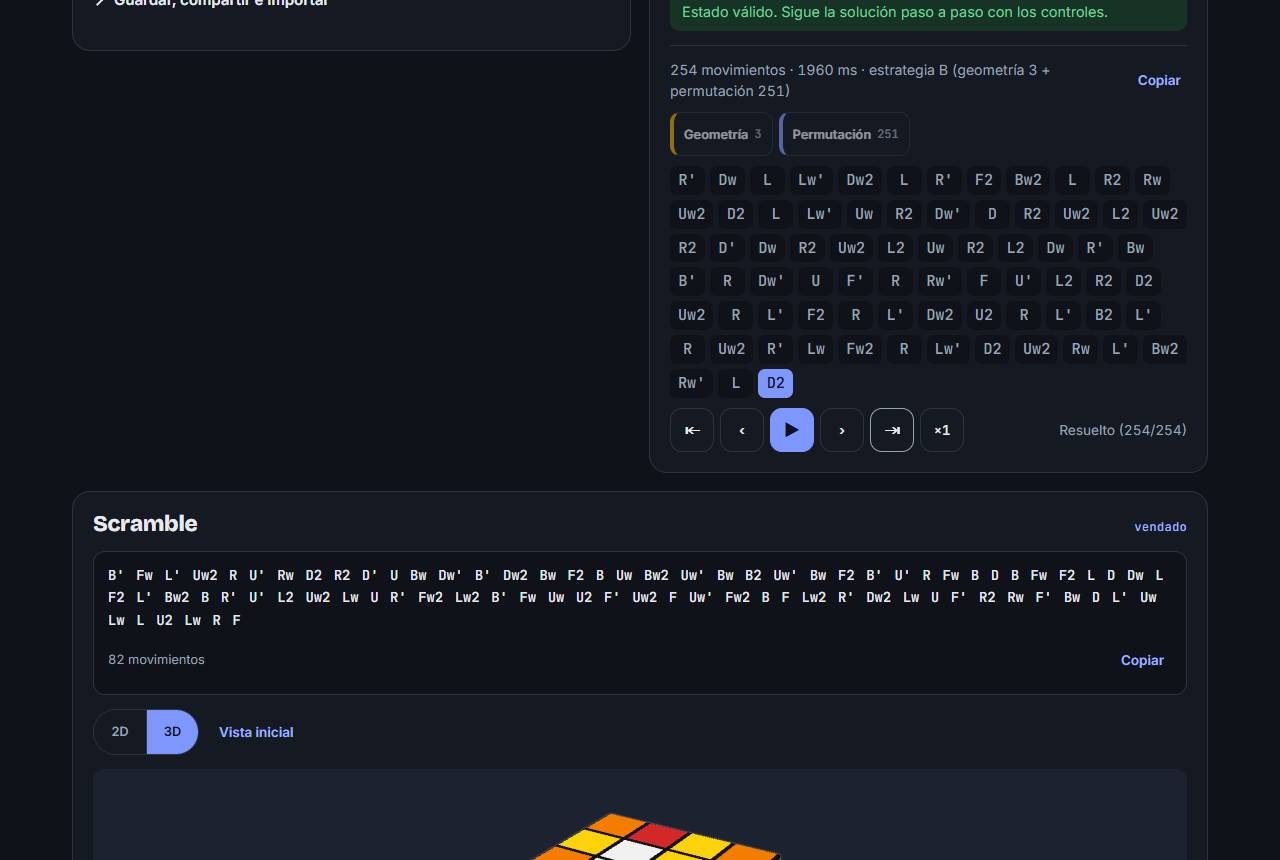 Guardar, compartir e importar
Estado válido. Sigue la solución paso a paso con los controles.
254 movimientos · 1960 ms · estrategia B (geometría 3 +
permutación 251)
Copiar
Geometría 3
Permutación 251
R' Dw L Lw' Dw2 L R' F2 Bw2 L R2 Rw
Uw2 D2 L Lw' Uw R2 Dw' D R2 Uw2 L2 Uw2
R2 D' Dw R2 Uw2 L2 Uw R2 L2 Dw R' Bw
B' R Dw' U F' R Rw' F U' L2 R2 D2
Uw2 R L' F2 R L' Dw2 U2 R L' B2 L'
R Uw2 R' Lw Fw2 R Lw' D2 Uw2 Rw L' Bw2
Rw' L D2
×1
Resuelto (254/254)
Scramble
vendado
B' Fw L' Uw2 R U' Rw D2 R2 D' U Bw Dw' B' Dw2 Bw F2 B Uw Bw2 Uw' Bw B2 Uw' Bw F2 B' U' R Fw B D B Fw F2 L D Dw L
F2 L' Bw2 B R' U' L2 Uw2 Lw U R' Fw2 Lw2 B' Fw Uw U2 F' Uw2 F Uw' Fw2 B F Lw2 R' Dw2 Lw U F' R2 Rw F' Bw D L' Uw
Lw L U2 Lw R F
82 movimientos
Copiar
2D
3D
Vista inicial